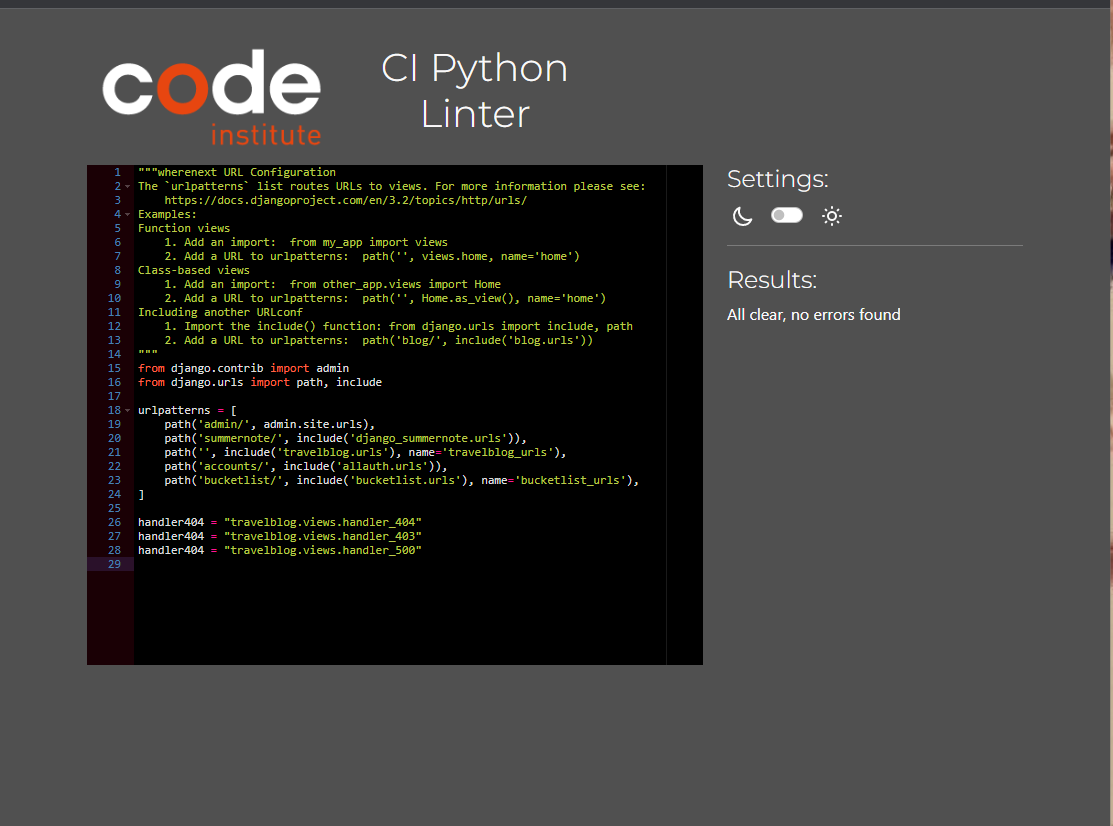 code
institute
CI Python
Linter
1 """wherenext URL Configuration
2 The `urlpatterns` list routes URLs to views. For more information please see:
3     https://docs.djangoproject.com/en/3.2/topics/http/urls/
4 Examples:
5 Function views
6     1. Add an import:  from my_app import views
7     2. Add a URL to urlpatterns:  path('', views.home, name='home')
8 Class-based views
9     1. Add an import:  from other_app.views import Home
10     2. Add a URL to urlpatterns:  path('', Home.as_view(), name='home')
11 Including another URLconf
12     1. Import the include() function: from django.urls import include, path
13     2. Add a URL to urlpatterns:  path('blog/', include('blog.urls'))
14 """
15 from django.contrib import admin
16 from django.urls import path, include
17
18 urlpatterns = [
19     path('admin/', admin.site.urls),
20     path('summernote/', include('django_summernote.urls')),
21     path('', include('travelblog.urls'), name='travelblog_urls'),
22     path('accounts/', include('allauth.urls')),
23     path('bucketlist/', include('bucketlist.urls'), name='bucketlist_urls'),
24 ]
25
26 handler404 = "travelblog.views.handler_404"
27 handler404 = "travelblog.views.handler_403"
28 handler404 = "travelblog.views.handler_500"
29
Settings:
Results:
All clear, no errors found